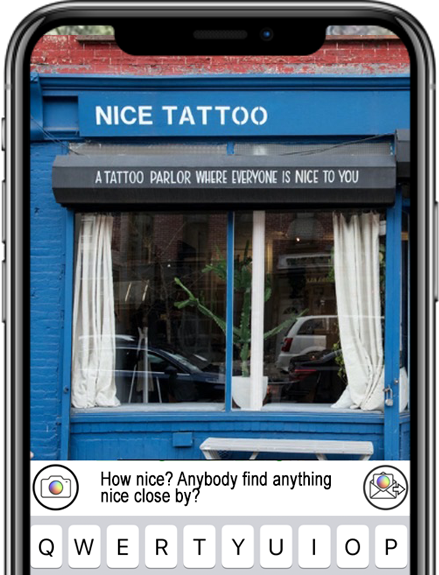 NICE TATTOO
A TATTOO PARLOR WHERE EVERYONE IS NICE TO YOU
How nice? Anybody find anything
nice close by?
Q W E R T Y U I O P